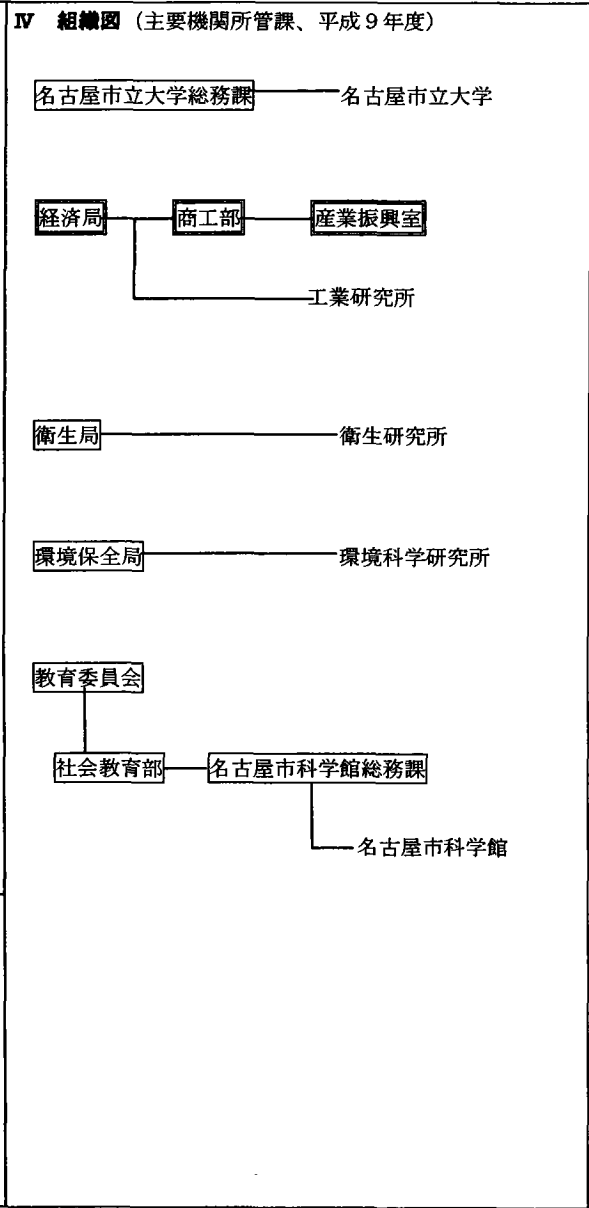 Ⅳ 組織図（主要機関所管課、平成９年度）
名古屋市立大学総務課 名古屋市立大学
経済局 商工部 産業振興室
工業研究所
衛生局 衛生研究所
環境保全局 環境科学研究所
教育委員会
社会教育部 名古屋市科学館総務課
名古屋市科学館